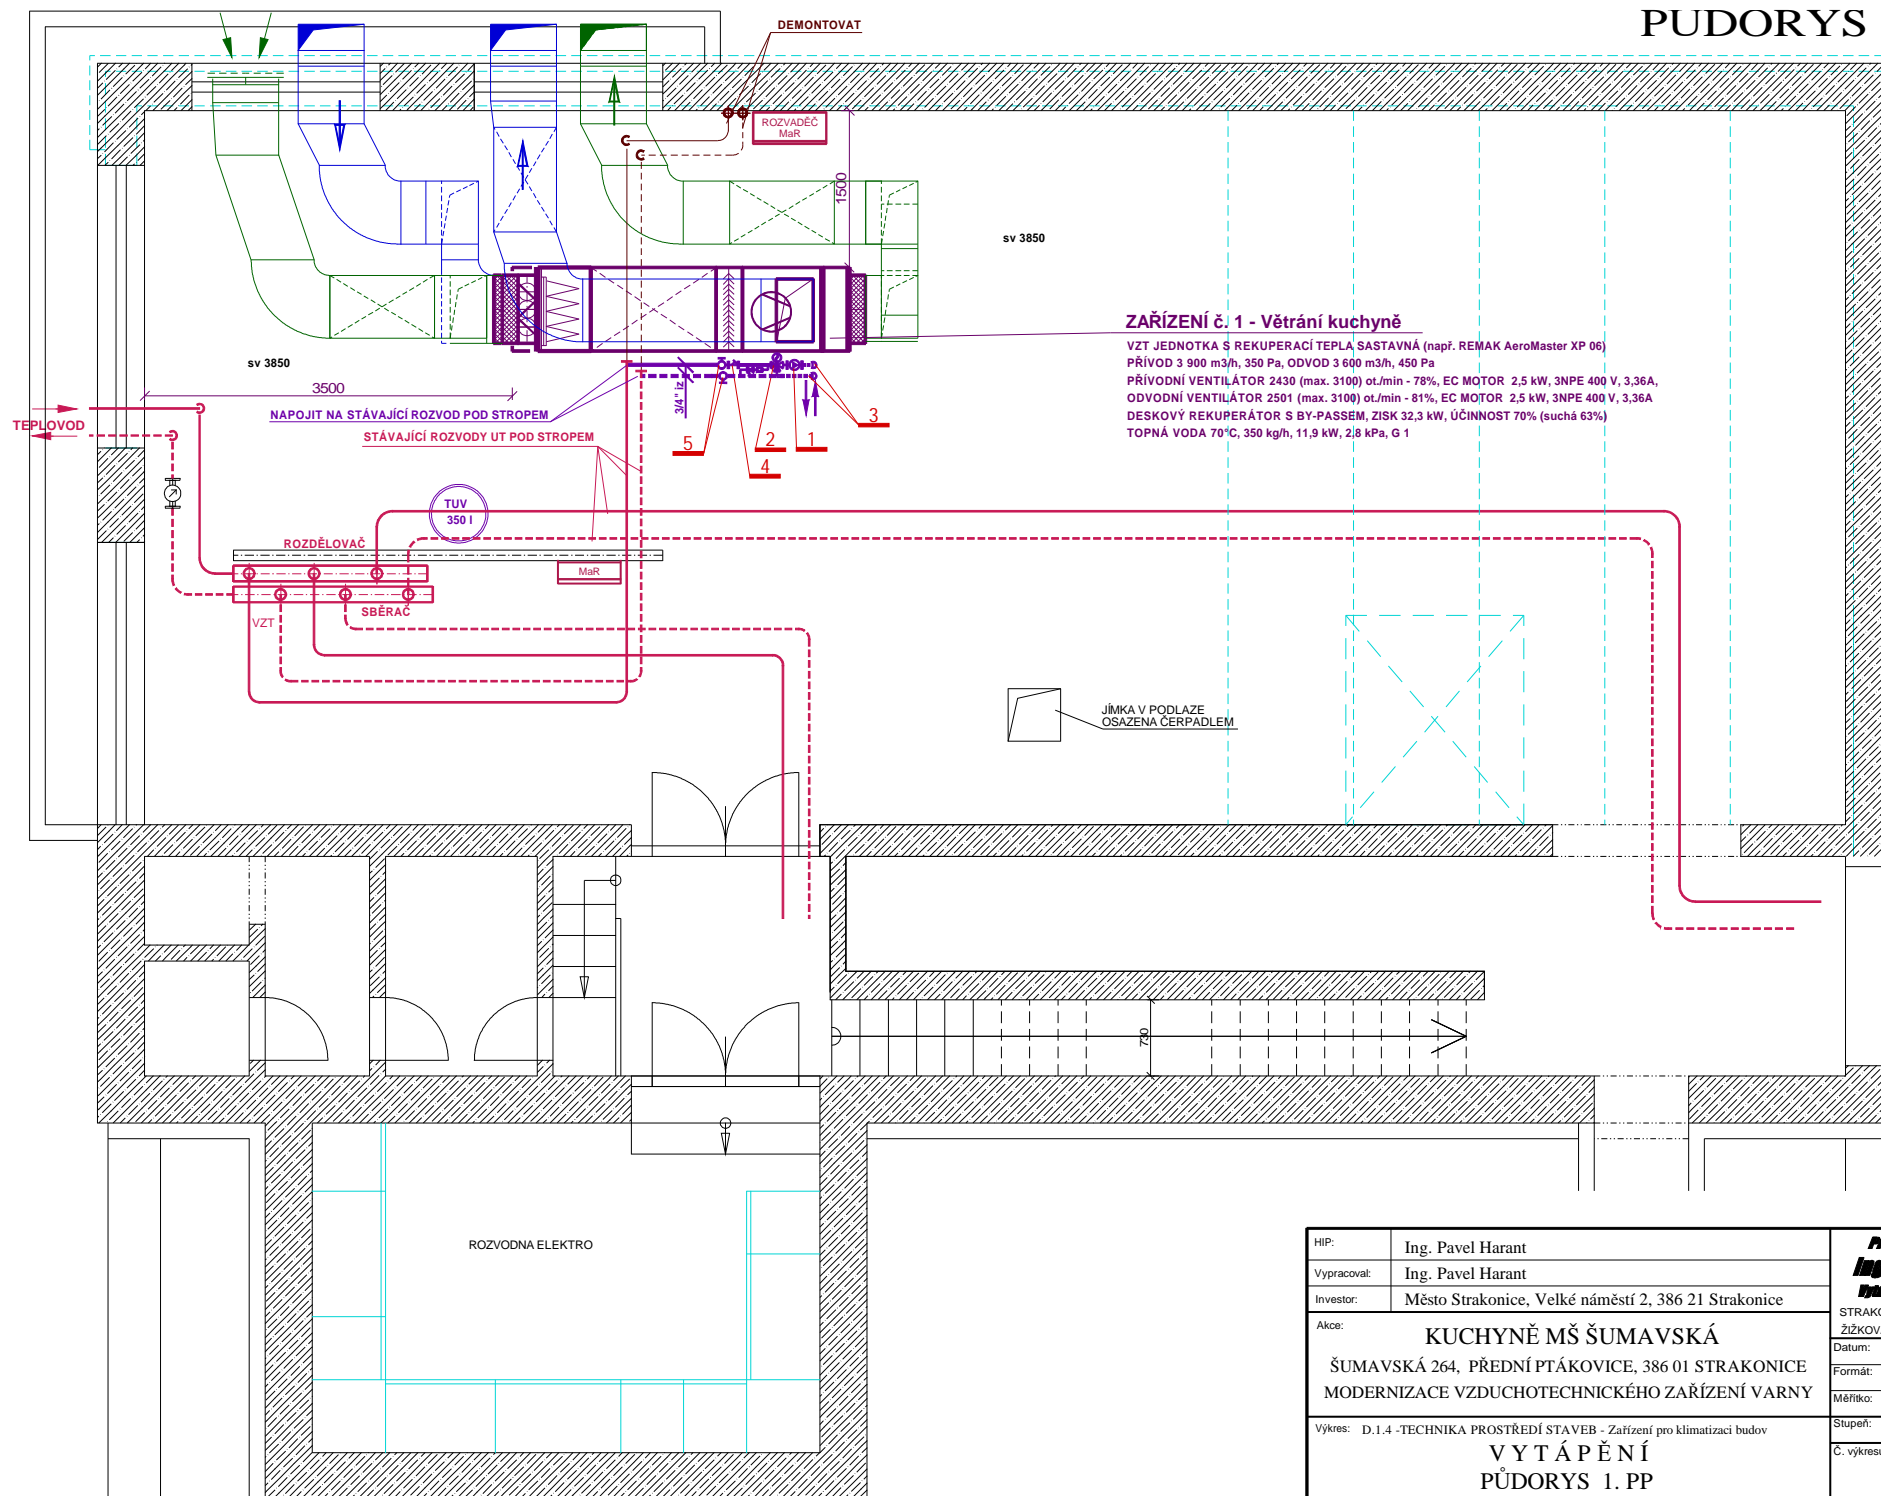 PUDORYS
DEMONTOVAT
ROZVADĚČ
MaR
1500
sv 3850
sv 3850
3500
ZAŘÍZENÍ č. 1 - Větrání kuchyně
VZT JEDNOTKA S REKUPERACÍ TEPLA SASTAVNÁ (např. REMAK AeroMaster XP 06)
PŘÍVOD 3 900 m3/h, 350 Pa, ODVOD 3 600 m3/h, 450 Pa
PŘÍVODNÍ VENTILÁTOR 2430 (max. 3100) ot./min - 78%, EC MOTOR 2,5 kW, 3NPE 400 V, 3,36A,
ODVODNÍ VENTILÁTOR 2501 (max. 3100) ot./min - 81%, EC MOTOR 2,5 kW, 3NPE 400 V, 3,36A
DESKOVÝ REKUPERÁTOR S BY-PASSEM, ZISK 32,3 kW, ÚČINNOST 70% (suchá 63%)
TOPNÁ VODA 70°C, 350 kg/h, 11,9 kW, 2,8 kPa, G 1
NAPOJIT NA STÁVAJÍCÍ ROZVOD POD STROPEM
3/4" iz
TEPLOVOD
STÁVAJÍCÍ ROZVODY UT POD STROPEM
5
2
1
3
4
TUV
350 l
ROZDĚLOVAČ
MaR
SBĚRAČ
VZT
JÍMKA V PODLAZE
OSAZENA ČERPADLEM
730
ROZVODNA ELEKTRO
HIP: Ing. Pavel Harant
Vypracoval: Ing. Pavel Harant
Investor: Město Strakonice, Velké náměstí 2, 386 21 Strakonice
Akce:
KUCHYNĚ MŠ ŠUMAVSKÁ
ŠUMAVSKÁ 264, PŘEDNÍ PTÁKOVICE, 386 01 STRAKONICE
MODERNIZACE VZDUCHOTECHNICKÉHO ZAŘÍZENÍ VARNY
Výkres: D.1.4 -TECHNIKA PROSTŘEDÍ STAVEB - Zařízení pro klimatizaci budov
VYTÁPĚNÍ
PŮDORYS 1. PP
Datum:
Formát:
Měřítko:
Stupeň: